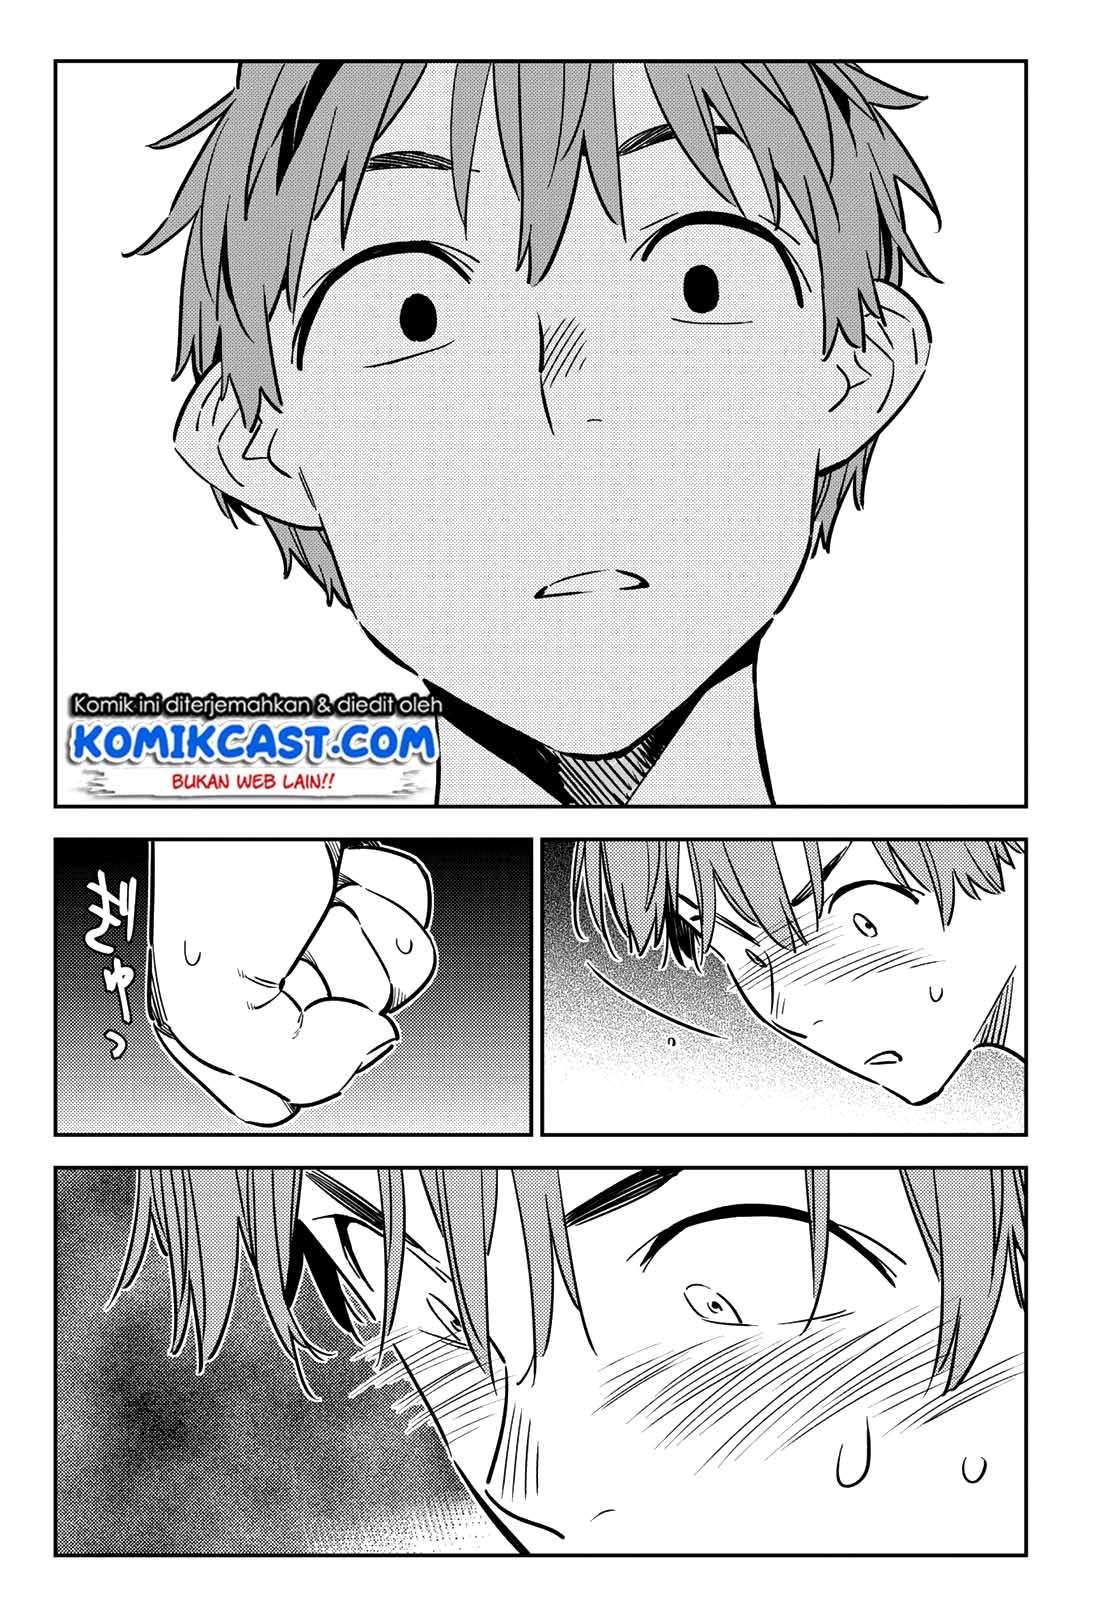 Komik ini diterjemahkan & diedit oleh
KOMIKCAST.COM
BUKAN WEB LAIN!!
ぎゅっ